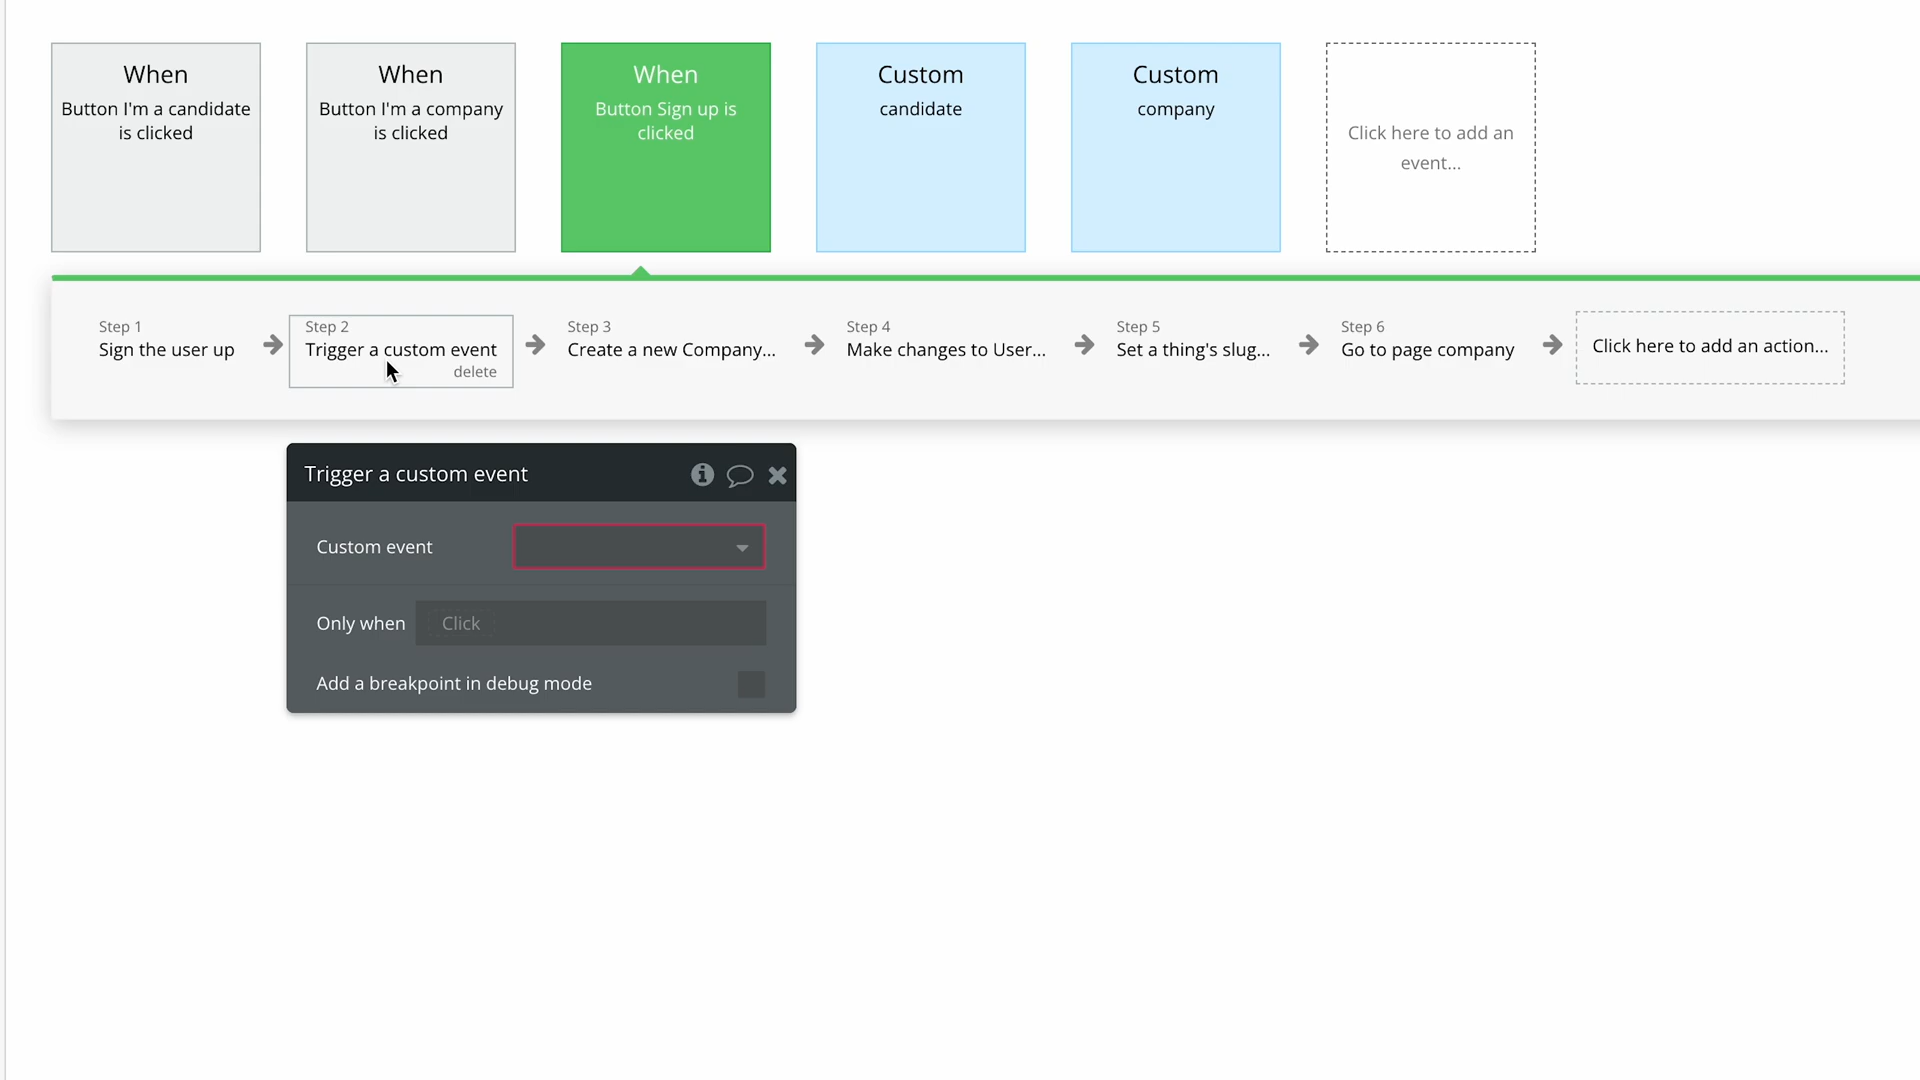 When
Button I'm a candidate
is clicked
When
Button I'm a company
is clicked
When
Button Sign up is
clicked
Custom
candidate
Custom
company
Click here to add an
event...
Step 1
Sign the user up
Step 2
Trigger a custom event
delete
Step 3
Create a new Company...
Step 4
Make changes to User...
Step 5
Set a thing's slug...
Step 6
Go to page company
Click here to add an action...
Trigger a custom event
Custom event
Only when
Click
Add a breakpoint in debug mode